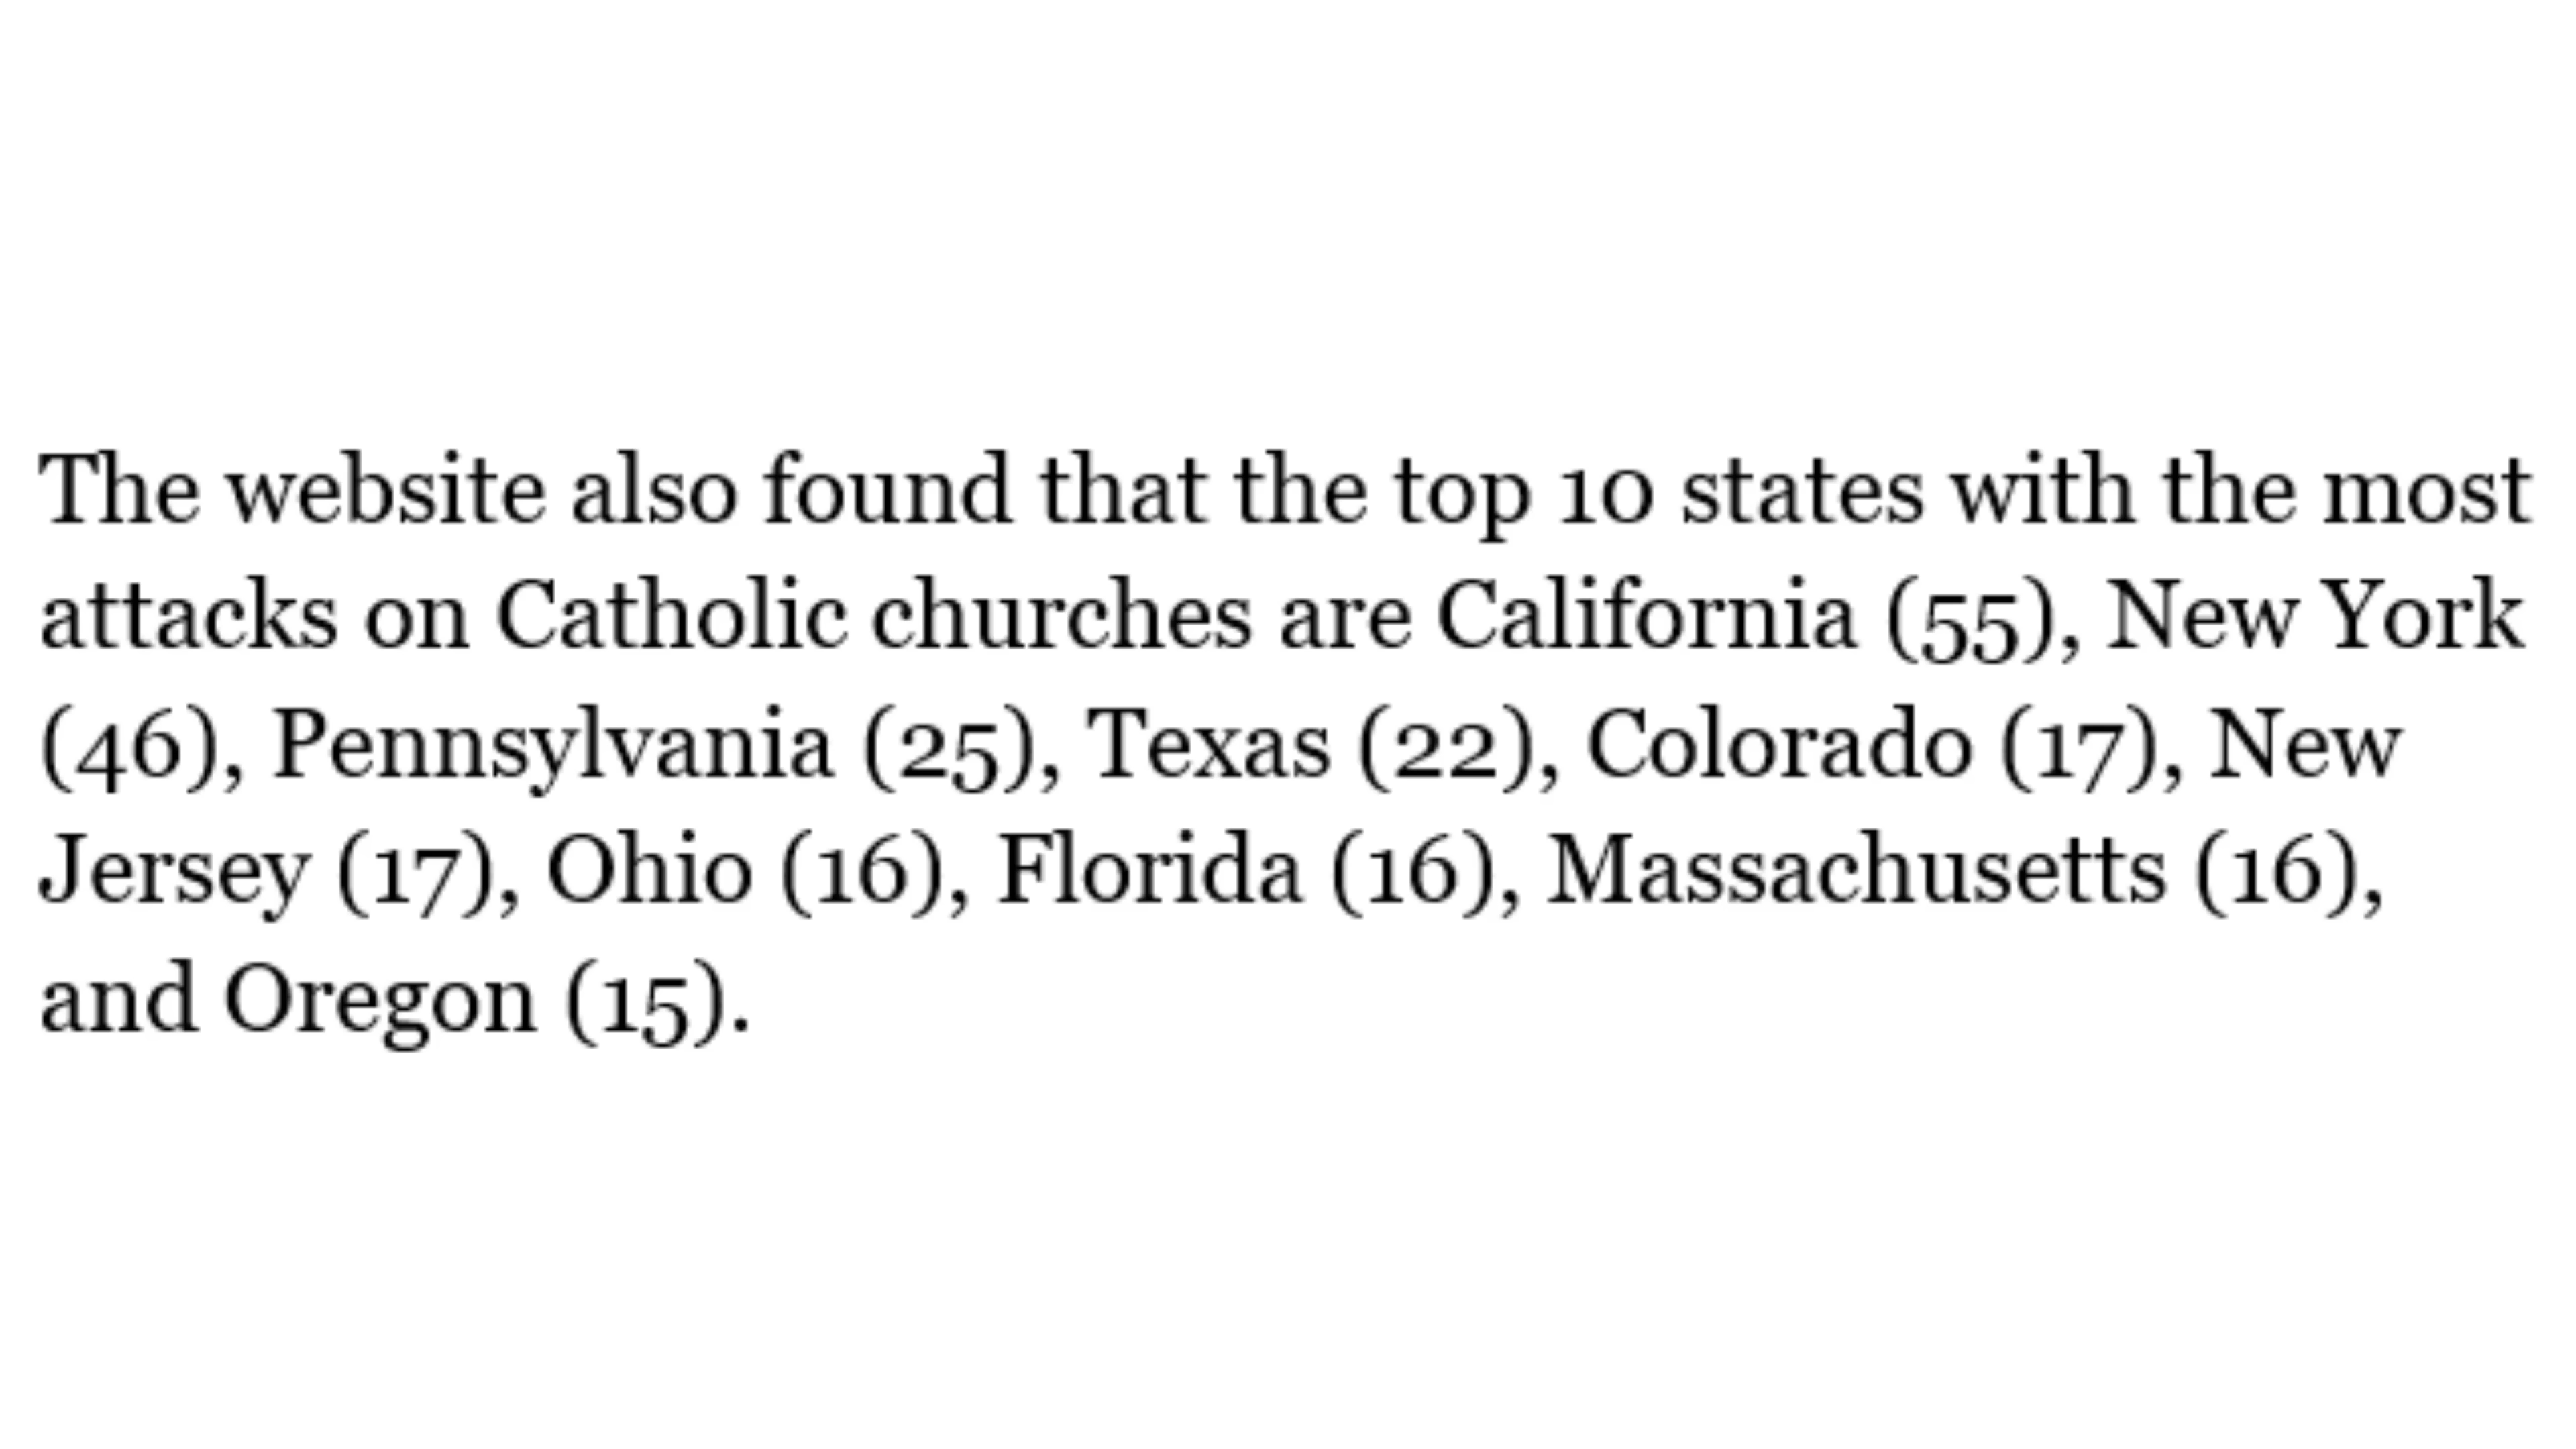 The website also found that the top 10 states with the most
attacks on Catholic churches are California (55), New York
(46), Pennsylvania (25), Texas (22), Colorado (17), New
Jersey (17), Ohio (16), Florida (16), Massachusetts (16),
and Oregon (15).